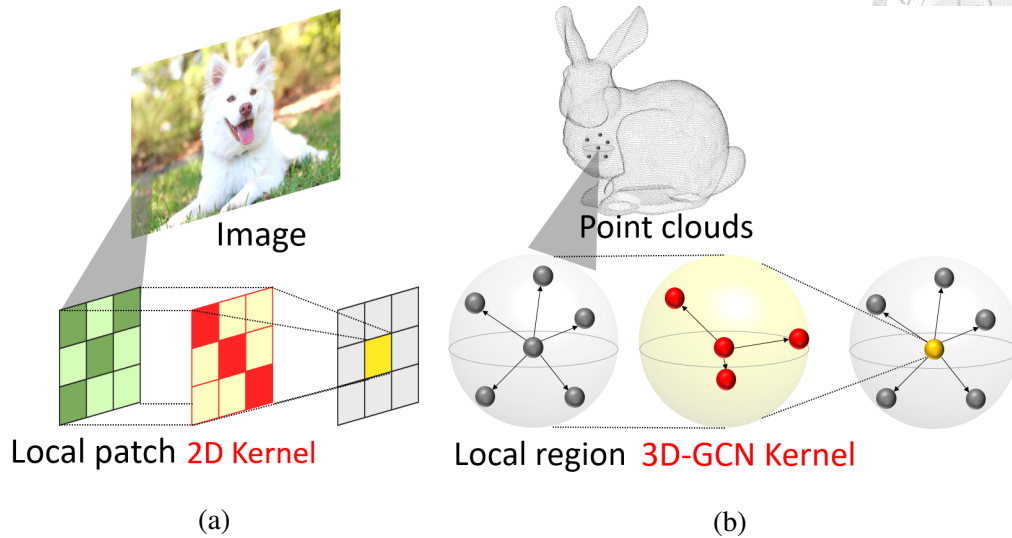 Image
Local patch 2D Kernel
(a)
Point clouds
Local region 3D-GCN Kernel
(b)